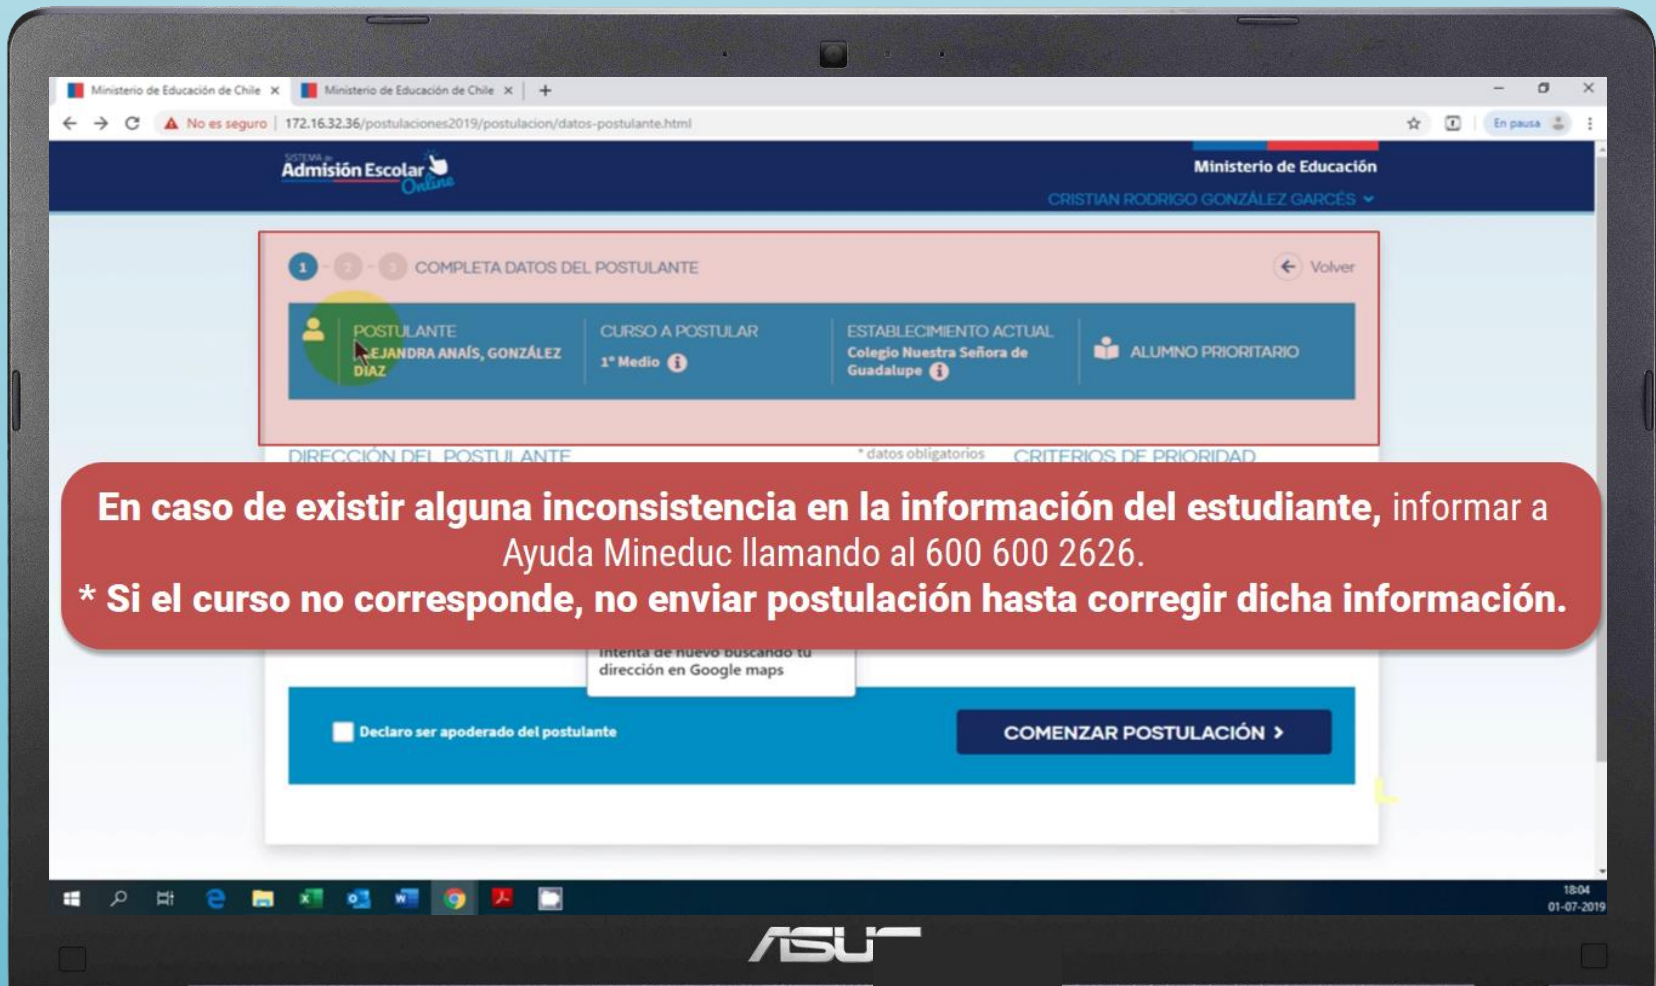 Ministerio de Educación de Chile
Ministerio de Educación de Chile
No es seguro | 172.16.32.36/postulaciones2019/postulacion/datos-postulante.html
En pausa
SISTEMA de
Admisión Escolar
Online
Ministerio de Educación
CRISTIAN RODRIGO GONZÁLEZ GARCÉS
1 - 2 - 3 COMPLETA DATOS DEL POSTULANTE
Volver
POSTULANTE
ANAÍS, GONZÁLEZ
DIAZ
CURSO A POSTULAR
1° Medio
ESTABLECIMIENTO ACTUAL
Colegio Nuestra Señora de
Guadalupe
ALUMNO PRIORITARIO
DIRECCIÓN DEL POSTULANTE
* datos obligatorios
CRITERIOS DE PRIORIDAD
En caso de existir alguna inconsistencia en la información del estudiante, informar a
Ayuda Mineduc llamando al 600 600 2626.
* Si el curso no corresponde, no enviar postulación hasta corregir dicha información.
Intenta de nuevo buscando tu
dirección en Google maps
Declaro ser apoderado del postulante
COMENZAR POSTULACIÓN >
18:04
01-07-2019